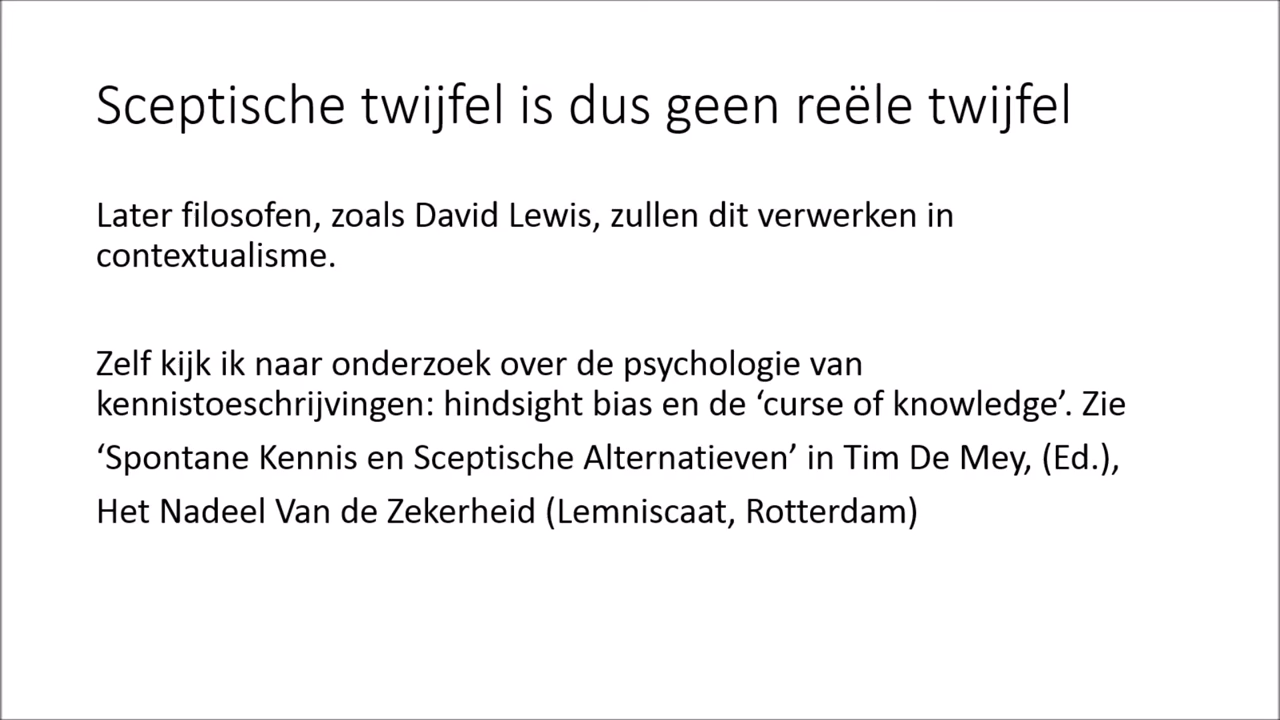 Sceptische twijfel is dus geen reële twijfel
Later filosofen, zoals David Lewis, zullen dit verwerken in
contextualisme.
Zelf kijk ik naar onderzoek over de psychologie van
kennistoeschrijvingen: hindsight bias en de ‘curse of knowledge’. Zie
‘Spontane Kennis en Sceptische Alternatieven’ in Tim De Mey, (Ed.),
Het Nadeel Van de Zekerheid (Lemniscaat, Rotterdam)